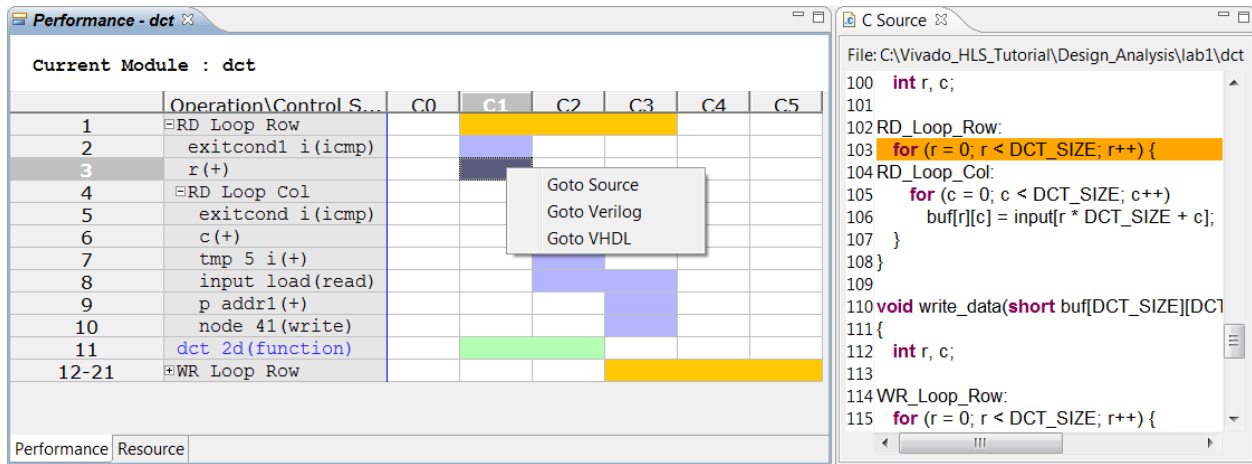 Performance - dct
Current Module : dct
Operation\Control S... C0 C1 C2 C3 C4 C5
1 RD Loop Row
2 exitcond1 i(icmp)
3 r(+)
4 RD Loop Col
5 exitcond i(icmp)
6 c(+)
7 tmp 5 i(+)
8 input load(read)
9 p addr1(+)
10 node 41(write)
11 dct 2d(function)
12-21 WR Loop Row
Goto Source
Goto Verilog
Goto VHDL
Performance Resource
C Source
File: C:\Vivado_HLS_Tutorial\Design_Analysis\lab1\dct
100 int r, c;
101
102 RD_Loop_Row:
103 for (r = 0; r < DCT_SIZE; r++) {
104 RD_Loop_Col:
105 for (c = 0; c < DCT_SIZE; c++)
106 buf[r][c] = input[r * DCT_SIZE + c];
107 }
108 }
109
110 void write_data(short buf[DCT_SIZE][DCT
111 {
112 int r, c;
113
114 WR_Loop_Row:
115 for (r = 0; r < DCT_SIZE; r++) {